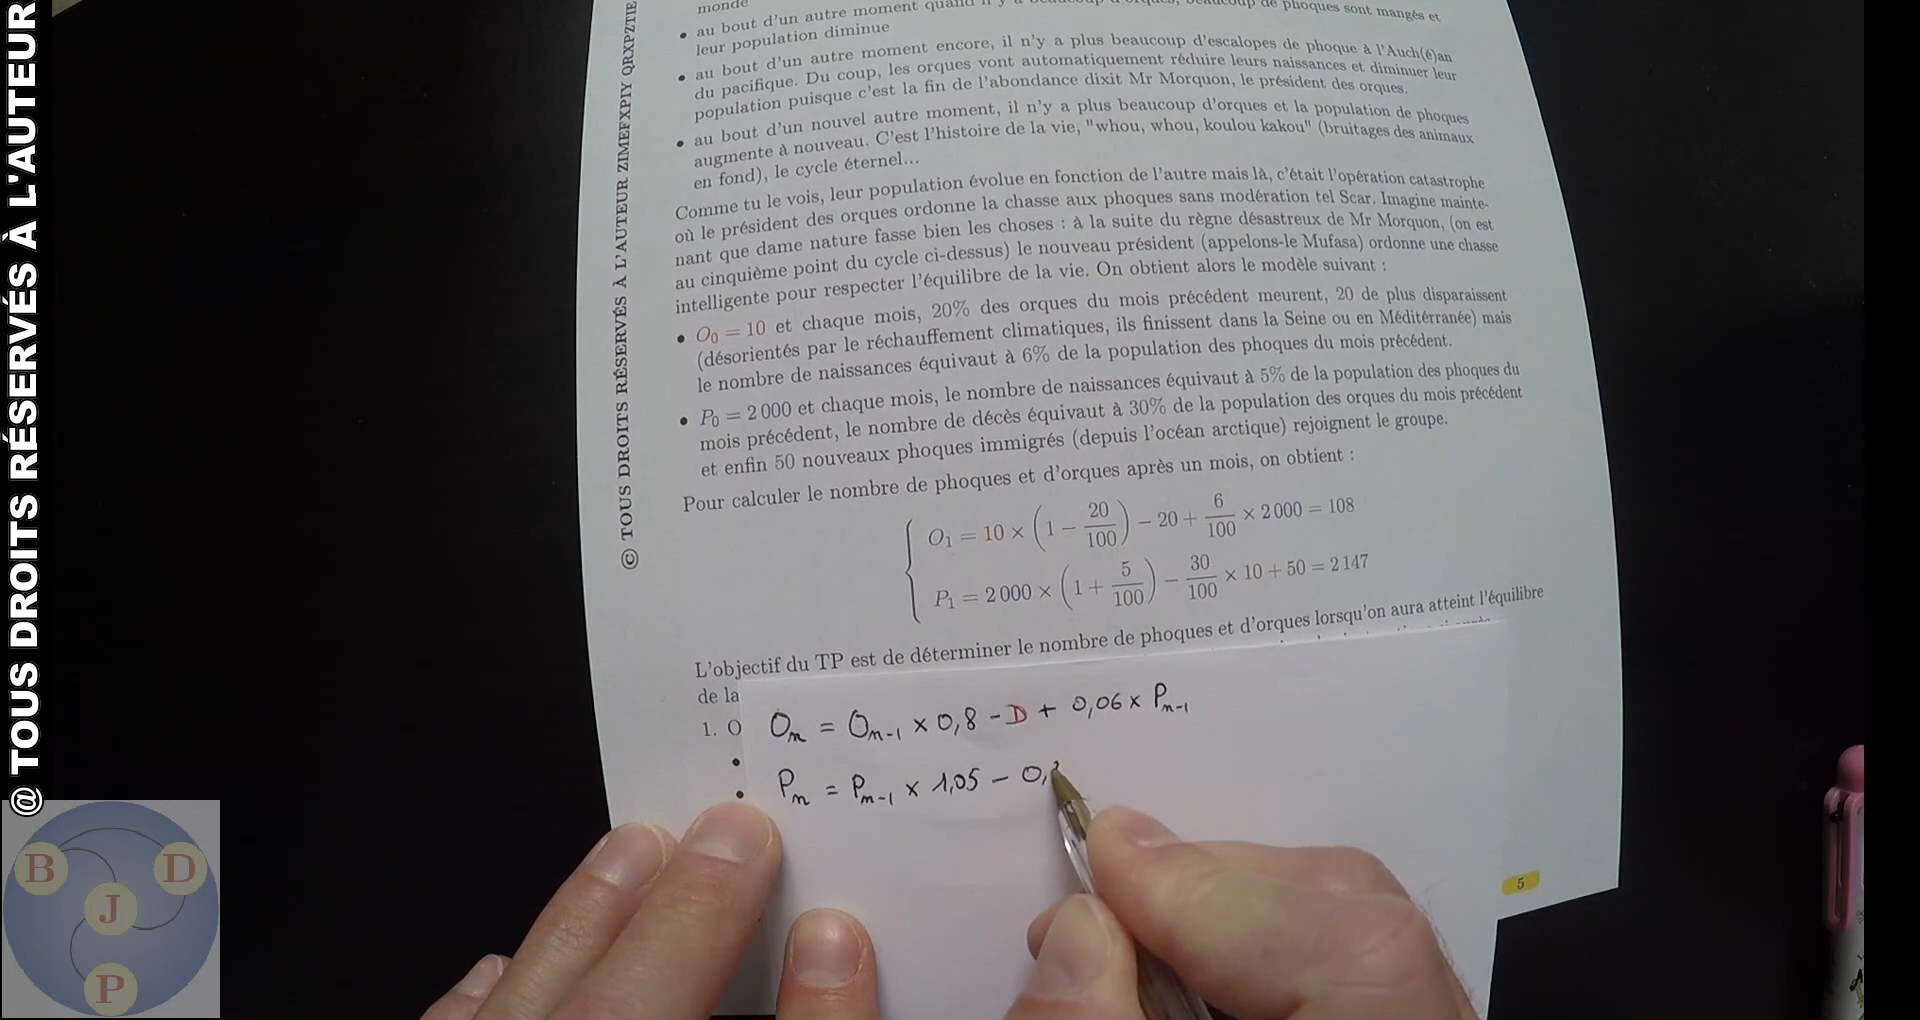 @ TOUS DROITS RÉSERVÉS À L'AUTEUR
© TOUS DROITS RÉSERVÉS À L'AUTEUR ZIMEFXPIY QRXPZTIE
monde
• au bout d'un autre moment quand il y a beaucoup d'orques, beaucoup de phoques sont mangés et
leur population diminue
• au bout d'un autre moment encore, il n'y a plus beaucoup d'escalopes de phoque à l'Auch(é)an
du pacifique. Du coup, les orques vont automatiquement réduire leurs naissances et diminuer leur
population puisque c'est la fin de l'abondance dixit Mr Morquon, le président des orques.
• au bout d'un nouvel autre moment, il n'y a plus beaucoup d'orques et la population de phoques
augmente à nouveau. C'est l'histoire de la vie, "whou, whou, koulou kakou" (bruitages des animaux
en fond), le cycle éternel...
Comme tu le vois, leur population évolue en fonction de l'autre mais là, c'était l'opération catastrophe
où le président des orques ordonne la chasse aux phoques sans modération tel Scar. Imagine mainte-
nant que dame nature fasse bien les choses : à la suite du règne désastreux de Mr Morquon, (on est
au cinquième point du cycle ci-dessus) le nouveau président (appelons-le Mufasa) ordonne une chasse
intelligente pour respecter l'équilibre de la vie. On obtient alors le modèle suivant :
• O₀ = 10 et chaque mois, 20% des orques du mois précédent meurent, 20 de plus disparaissent
(désorientés par le réchauffement climatiques, ils finissent dans la Seine ou en Méditérranée) mais
le nombre de naissances équivaut à 6% de la population des phoques du mois précédent.
• P₀ = 2 000 et chaque mois, le nombre de naissances équivaut à 5% de la population des phoques du
mois précédent, le nombre de décès équivaut à 30% de la population des orques du mois précédent
et enfin 50 nouveaux phoques immigrés (depuis l'océan arctique) rejoignent le groupe.
Pour calculer le nombre de phoques et d'orques après un mois, on obtient :
O₁ = 10 × (1 − 20/100) − 20 + 6/100 × 2 000 = 108
P₁ = 2 000 × (1 + 5/100) − 30/100 × 10 + 50 = 2 147
L'objectif du TP est de déterminer le nombre de phoques et d'orques lorsqu'on aura atteint l'équilibre
de la
1. O
Oₙ = Oₙ₋₁ × 0,8 − D + 0,06 × Pₙ₋₁
Pₙ = Pₙ₋₁ × 1,05 − 0,
5
B D
J
P